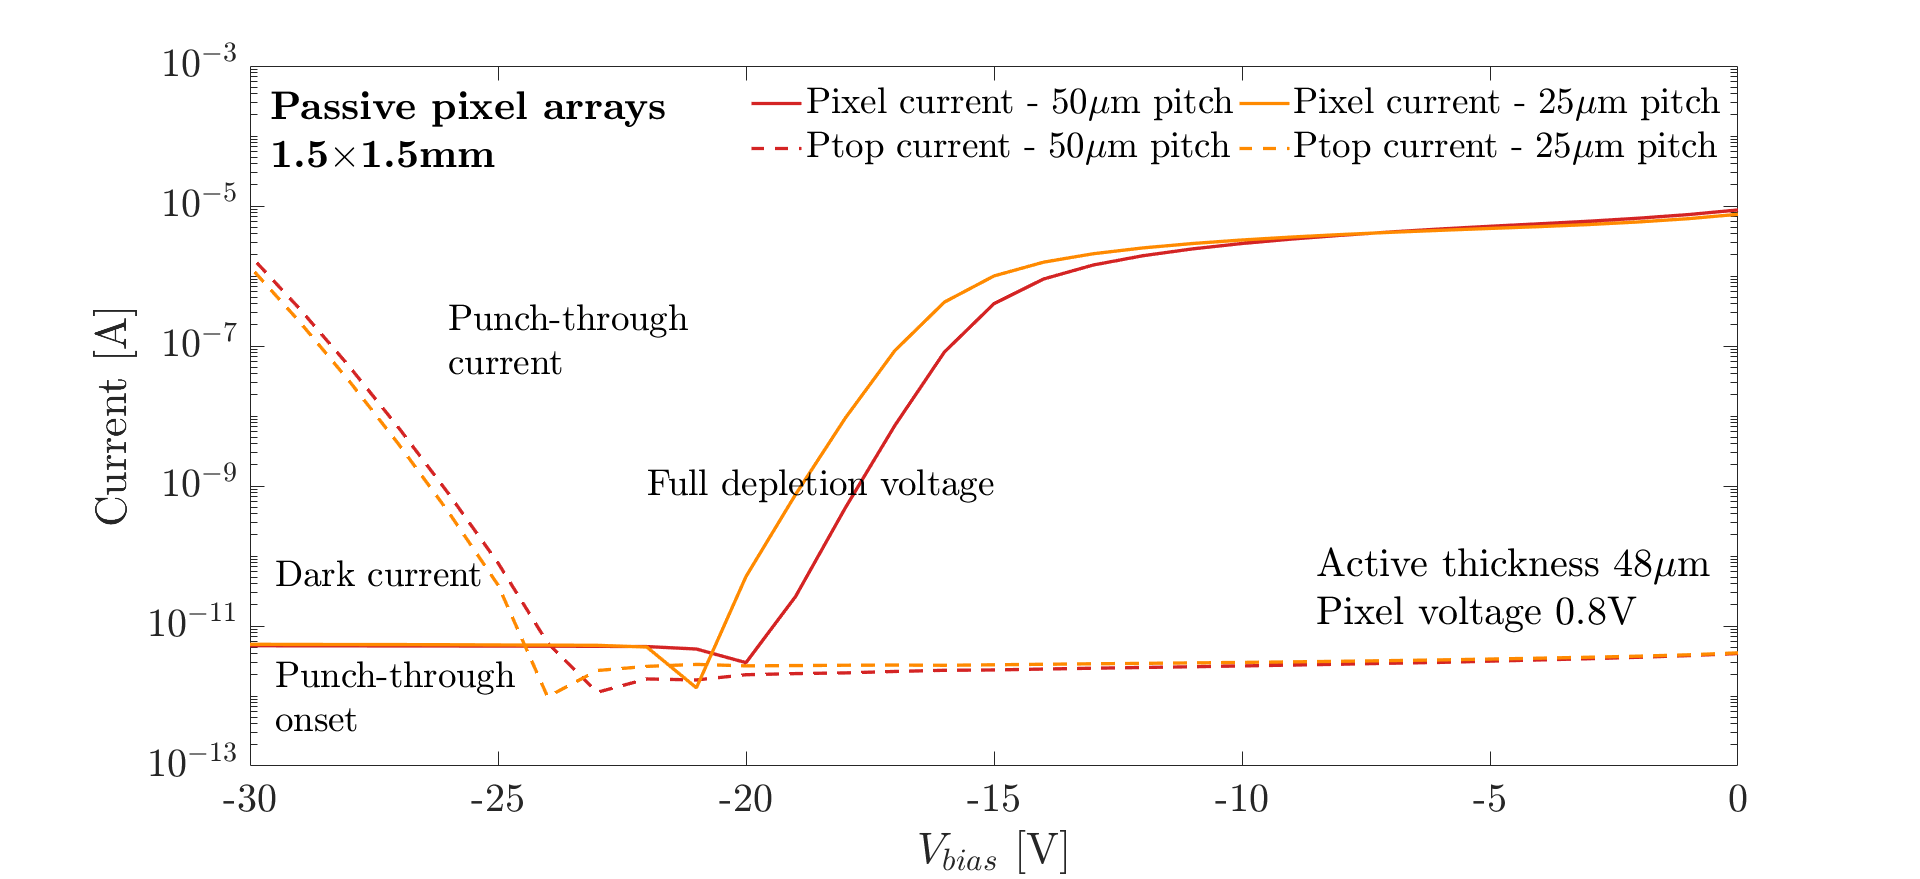 Passive pixel arrays
1.5×1.5mm
Pixel current - 50μm pitch
Ptop current - 50μm pitch
Pixel current - 25μm pitch
Ptop current - 25μm pitch
10^{-3}
10^{-5}
10^{-7}
10^{-9}
10^{-11}
10^{-13}
Current [A]
Punch-through
current
Full depletion voltage
Dark current
Active thickness 48μm
Pixel voltage 0.8V
Punch-through
onset
-30
-25
-20
-15
-10
-5
0
V_{bias} [V]